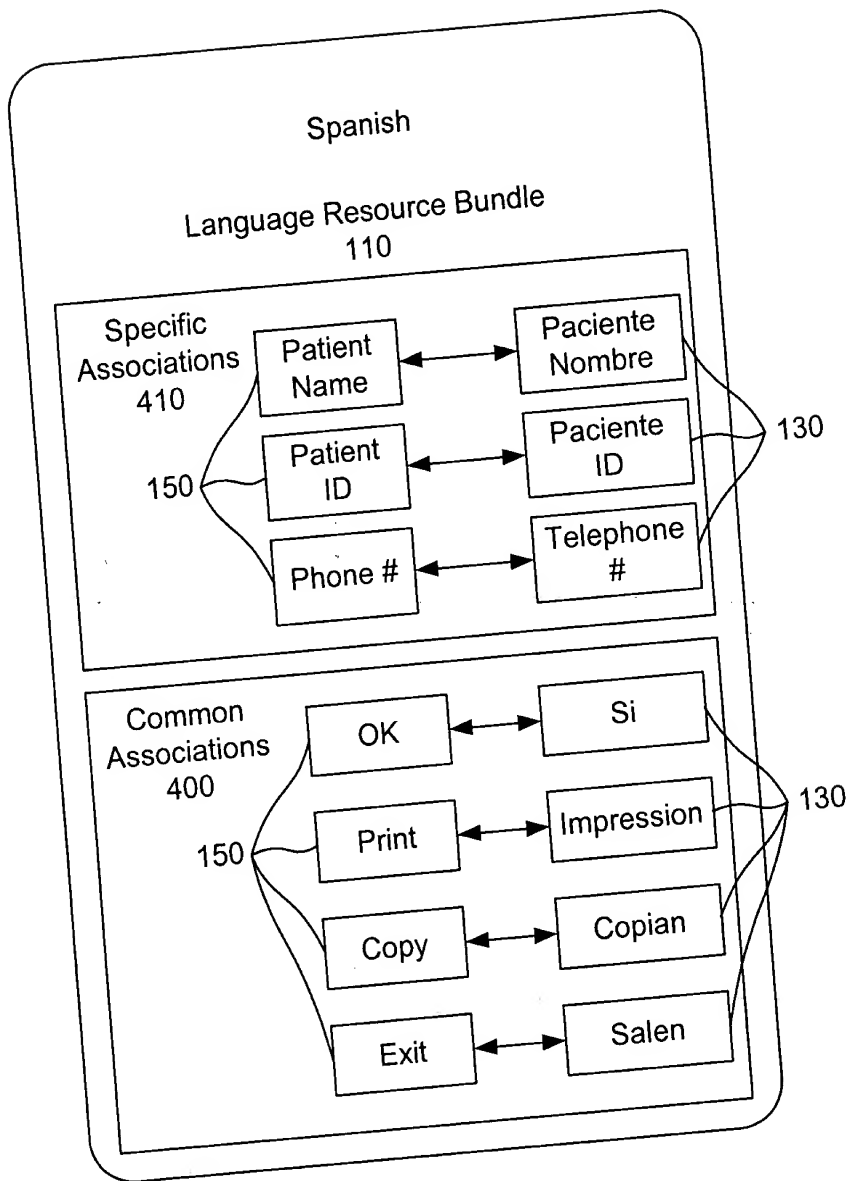 Spanish
Language Resource Bundle
110
Specific
Associations
410
Patient
Name
Paciente
Nombre
150
Patient
ID
Paciente
ID
130
Phone #
Telephone
#
Common
Associations
400
OK
Si
150
Print
Impression
130
Copy
Copian
Exit
Salen